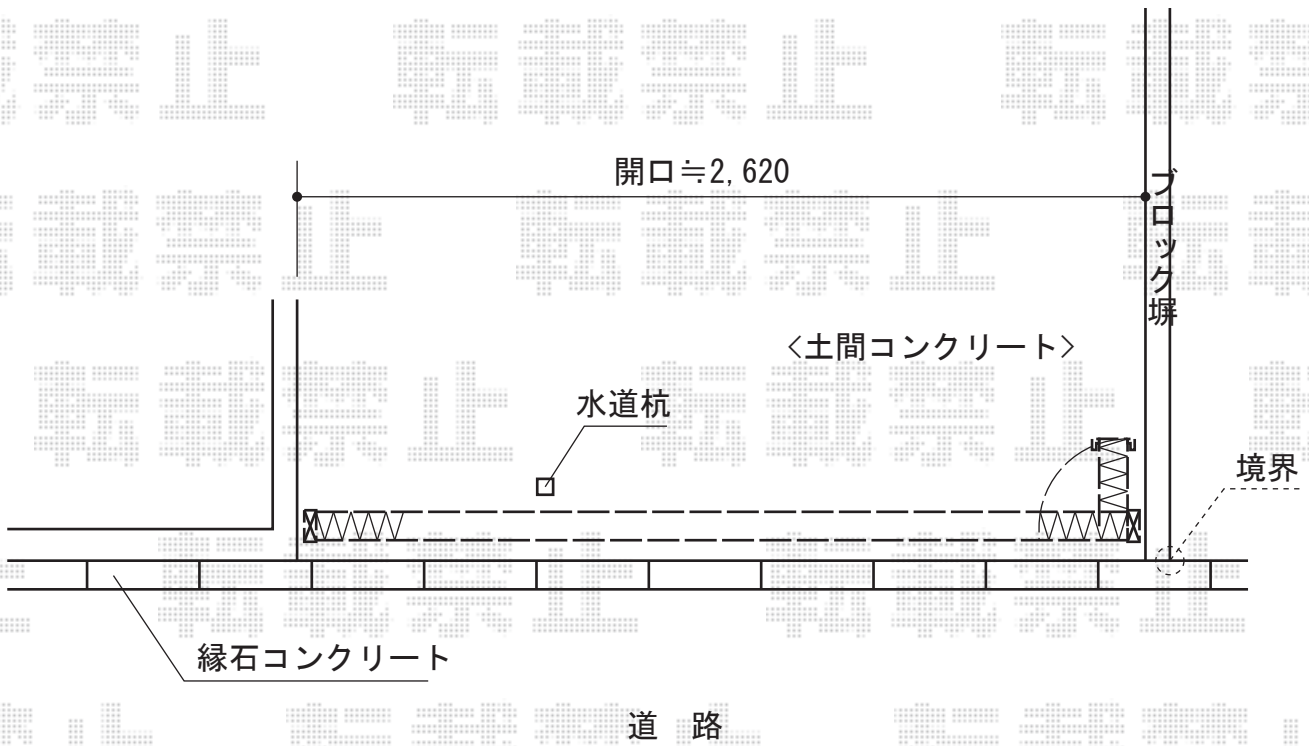 転載禁止
開口≒2,620
ブロック塀
<土間コンクリート>
水道杭
境界
縁石コンクリート
道 路